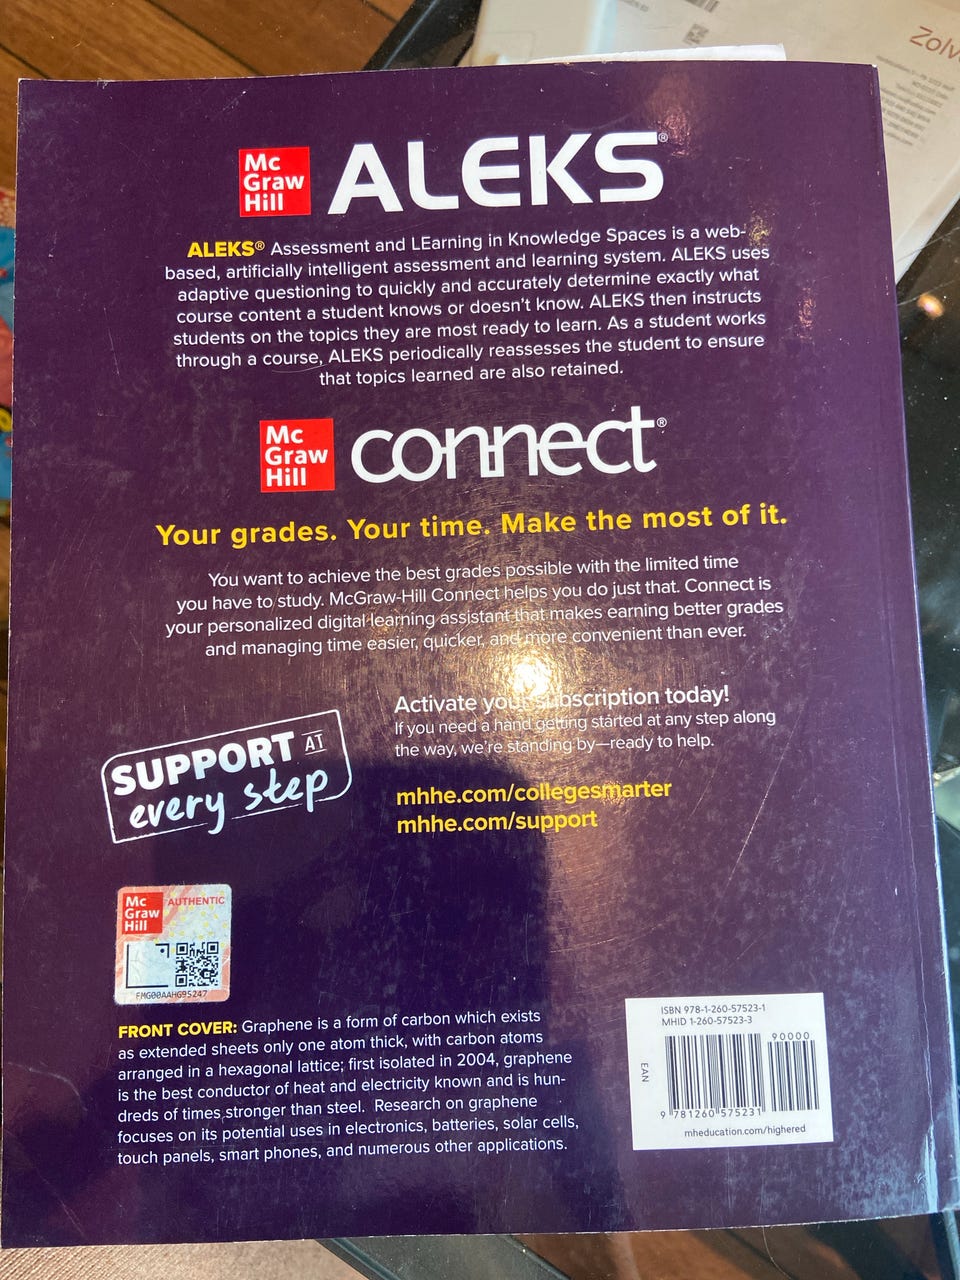 Zolv
Mc
Graw
Hill
ALEKS®
ALEKS® Assessment and LEarning in Knowledge Spaces is a web-
based, artificially intelligent assessment and learning system. ALEKS uses
adaptive questioning to quickly and accurately determine exactly what
course content a student knows or doesn't know. ALEKS then instructs
students on the topics they are most ready to learn. As a student works
through a course, ALEKS periodically reassesses the student to ensure
that topics learned are also retained.
Mc
Graw
Hill
connect®
Your grades. Your time. Make the most of it.
You want to achieve the best grades possible with the limited time
you have to study. McGraw-Hill Connect helps you do just that. Connect is
your personalized digital learning assistant that makes earning better grades
and managing time easier, quicker, and more convenient than ever.
SUPPORT AT
every step
Activate your subscription today!
If you need a hand getting started at any step along
the way, we're standing by—ready to help.
mhhe.com/collegesmarter
mhhe.com/support
Mc
Graw
Hill
AUTHENTIC
FMG00AAHG95247
FRONT COVER: Graphene is a form of carbon which exists
as extended sheets only one atom thick, with carbon atoms
arranged in a hexagonal lattice; first isolated in 2004, graphene
is the best conductor of heat and electricity known and is hun-
dreds of times stronger than steel. Research on graphene
focuses on its potential uses in electronics, batteries, solar cells,
touch panels, smart phones, and numerous other applications.
ISBN 978-1-260-57523-1
MHID 1-260-57523-3
90000
EAN
9 781260 575231
mheducation.com/highered